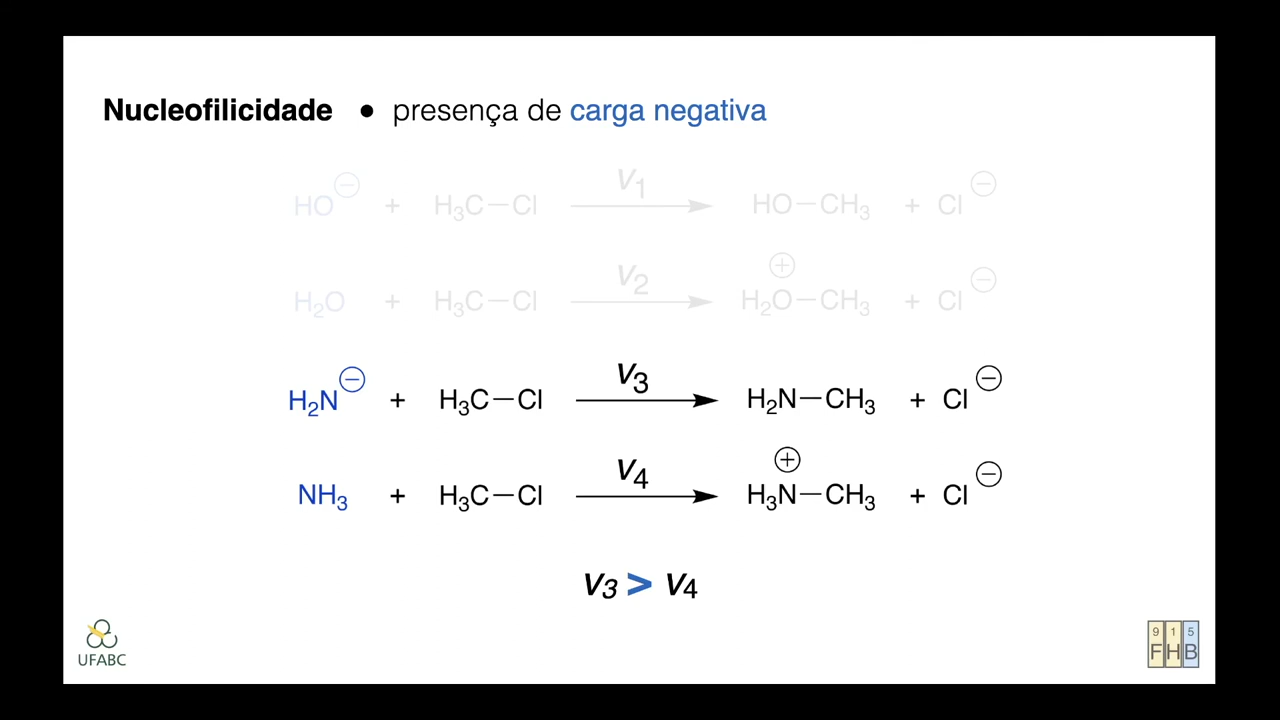 Nucleofilicidade • presença de carga negativa
HO⊖ + H₃C—Cl V₁ HO—CH₃ + Cl⊖
H₂O + H₃C—Cl V₂ H₂O⊕—CH₃ + Cl⊖
H₂N⊖ + H₃C—Cl V₃ H₂N—CH₃ + Cl⊖
NH₃ + H₃C—Cl V₄ H₃N⊕—CH₃ + Cl⊖
V₃ > V₄
UFABC
9 1 5
F H B